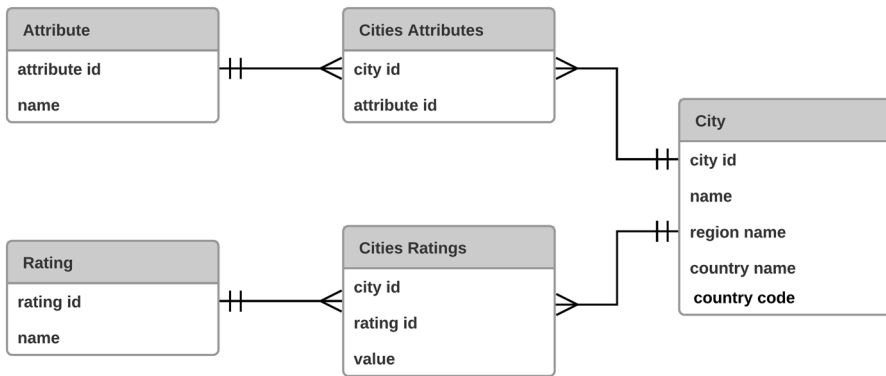 Attribute
attribute id
name
Cities Attributes
city id
attribute id
City
city id
name
region name
country name
country code
Rating
rating id
name
Cities Ratings
city id
rating id
value